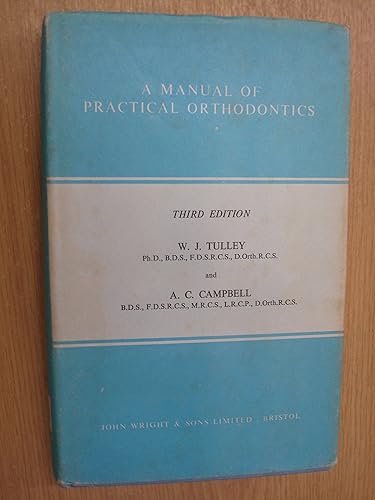 A MANUAL OF
PRACTICAL ORTHODONTICS
THIRD EDITION
W. J. TULLEY
Ph.D., B.D.S., F.D.S.R.C.S., D.Orth.R.C.S.
and
A. C. CAMPBELL
B.D.S., F.D.S.R.C.S., M.R.C.S., L.R.C.P., D.Orth.R.C.S.
JOHN WRIGHT & SONS LIMITED BRISTOL